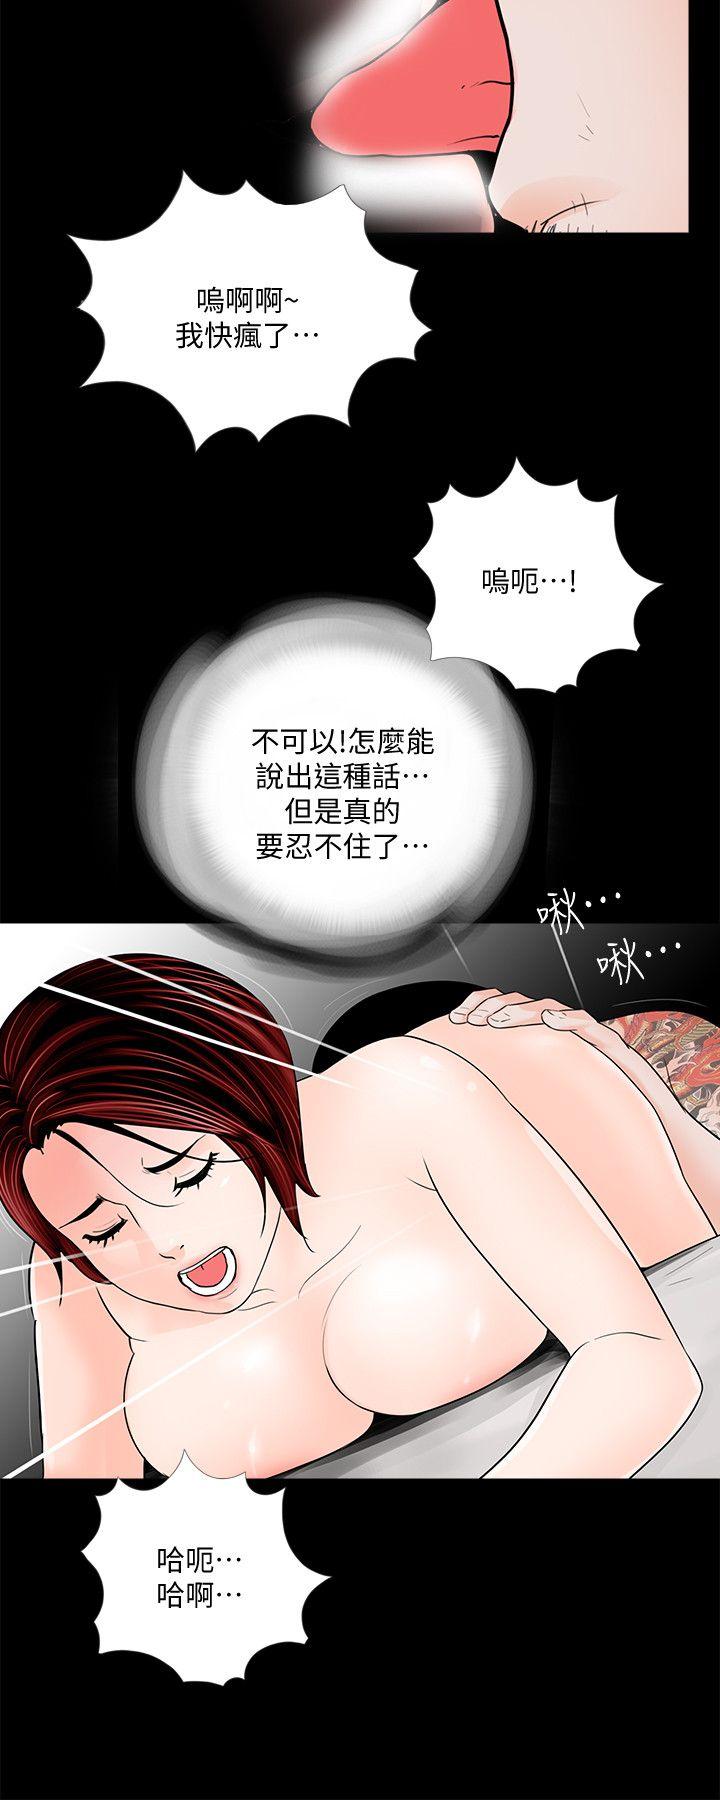 嗚啊啊~
我快瘋了…
嗚呃…!
不可以!怎麼能
說出這種話…
但是真的
要忍不住了…
啾…
啾…
哈呃…
哈啊…